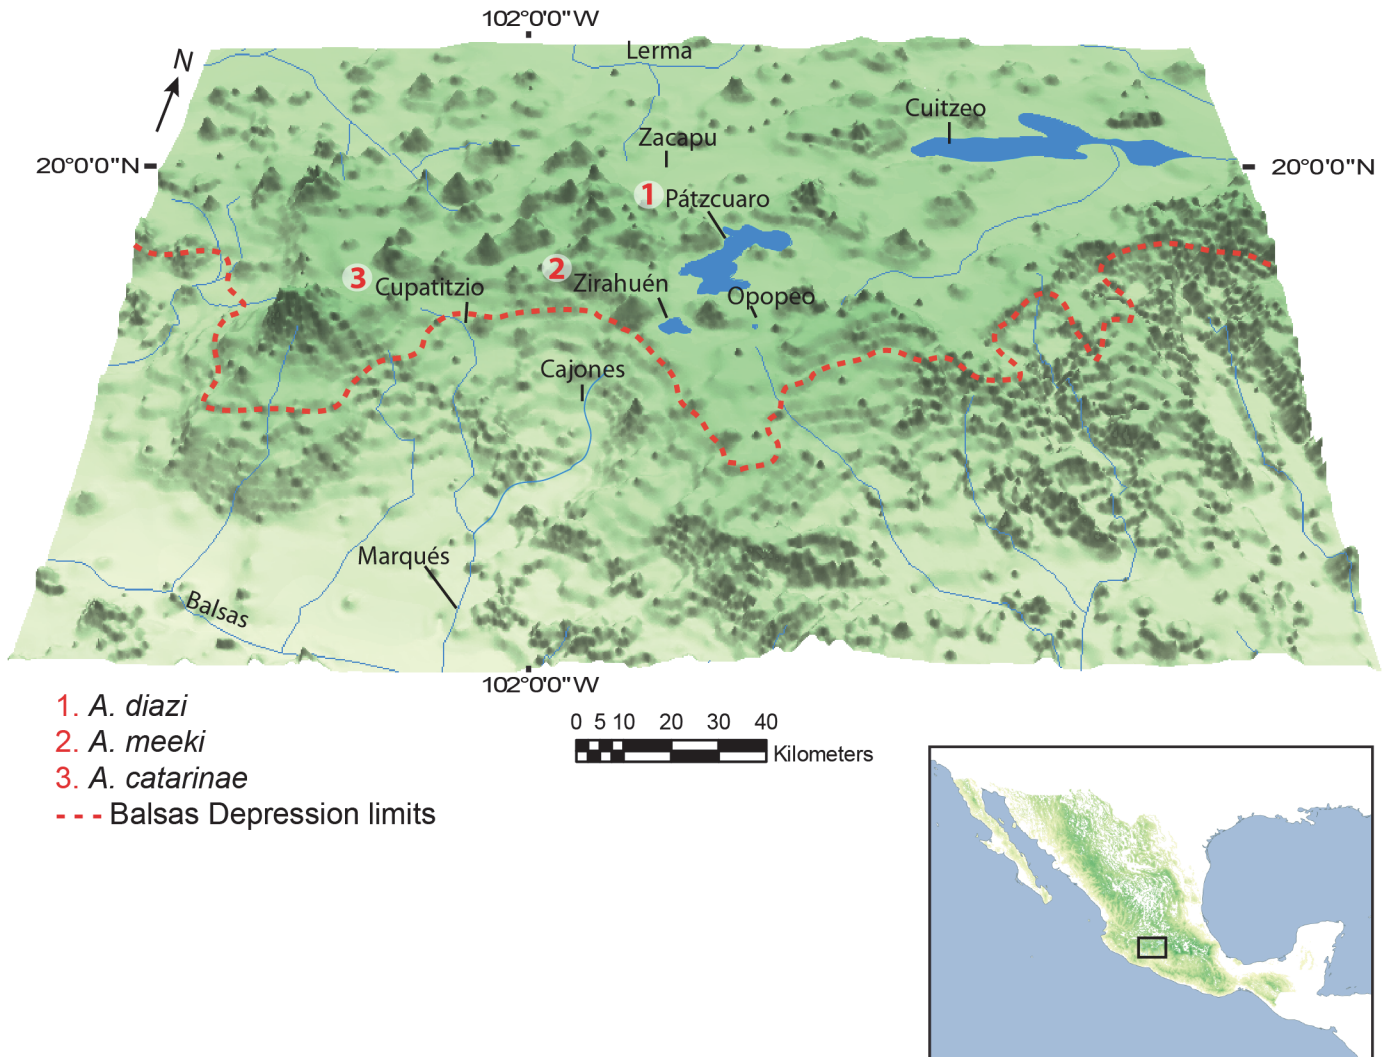 102°0'0"W
N
Lerma
Cuitzeo
Zacapu
20°0'0"N
20°0'0"N
1
Pátzcuaro
2
3
Zirahuén
Cupatitzio
Opopeo
Cajones
Marqués
Balsas
102°0'0"W
1. A. diazi
2. A. meeki
3. A. catarinae
--- Balsas Depression limits
0 5 10 20 30 40
Kilometers